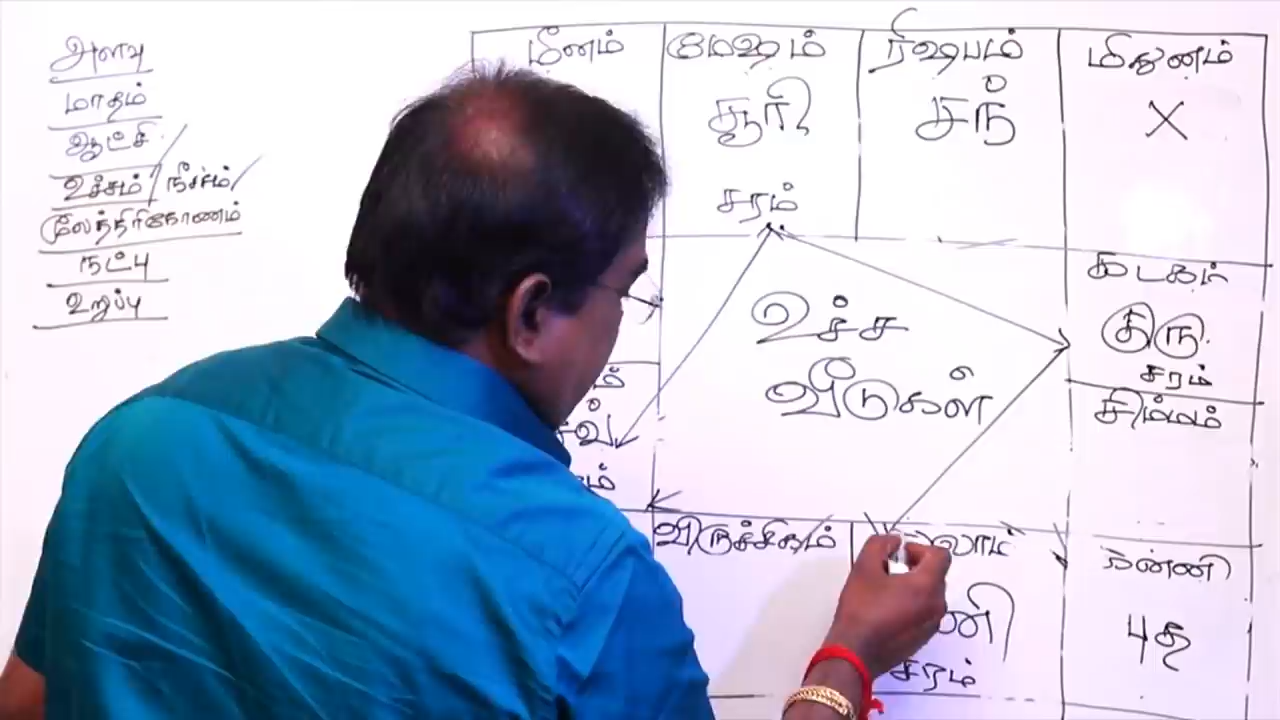 அளவு
மாதம்
ஆட்சி
உச்சம் / நீச்சம் /
மூலத்திரிகோணம்
நட்பு
உறுப்பு
மீனம்
மேஷம்
சூரி
சரம்
ரிஷபம்
சந்
மிதுனம்
X
கடகம்
குரு
சரம்
சிம்மம்
கன்னி
புத
சரம்
விருச்சிகம்
உச்ச
வீடுகள்